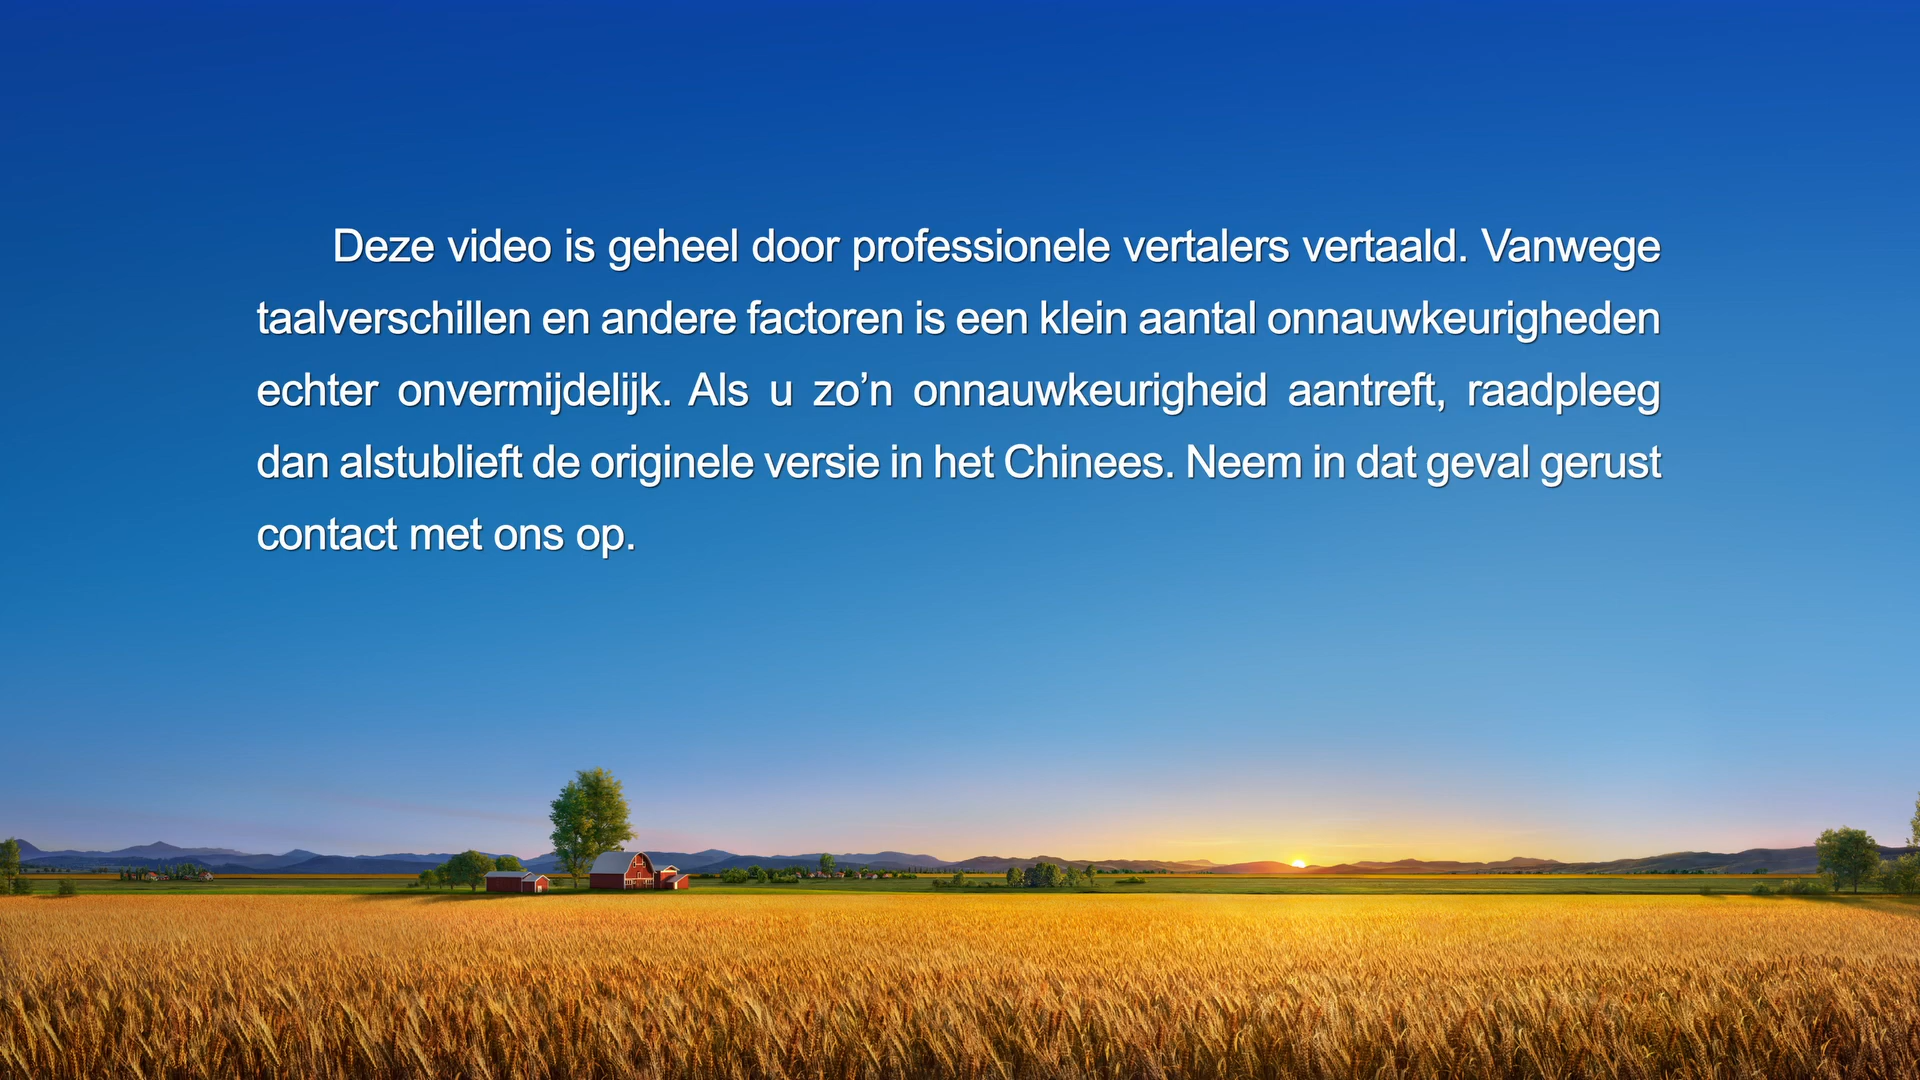 Deze video is geheel door professionele vertalers vertaald. Vanwege
taalverschillen en andere factoren is een klein aantal onnauwkeurigheden
echter onvermijdelijk. Als u zo’n onnauwkeurigheid aantreft, raadpleeg
dan alstublieft de originele versie in het Chinees. Neem in dat geval gerust
contact met ons op.